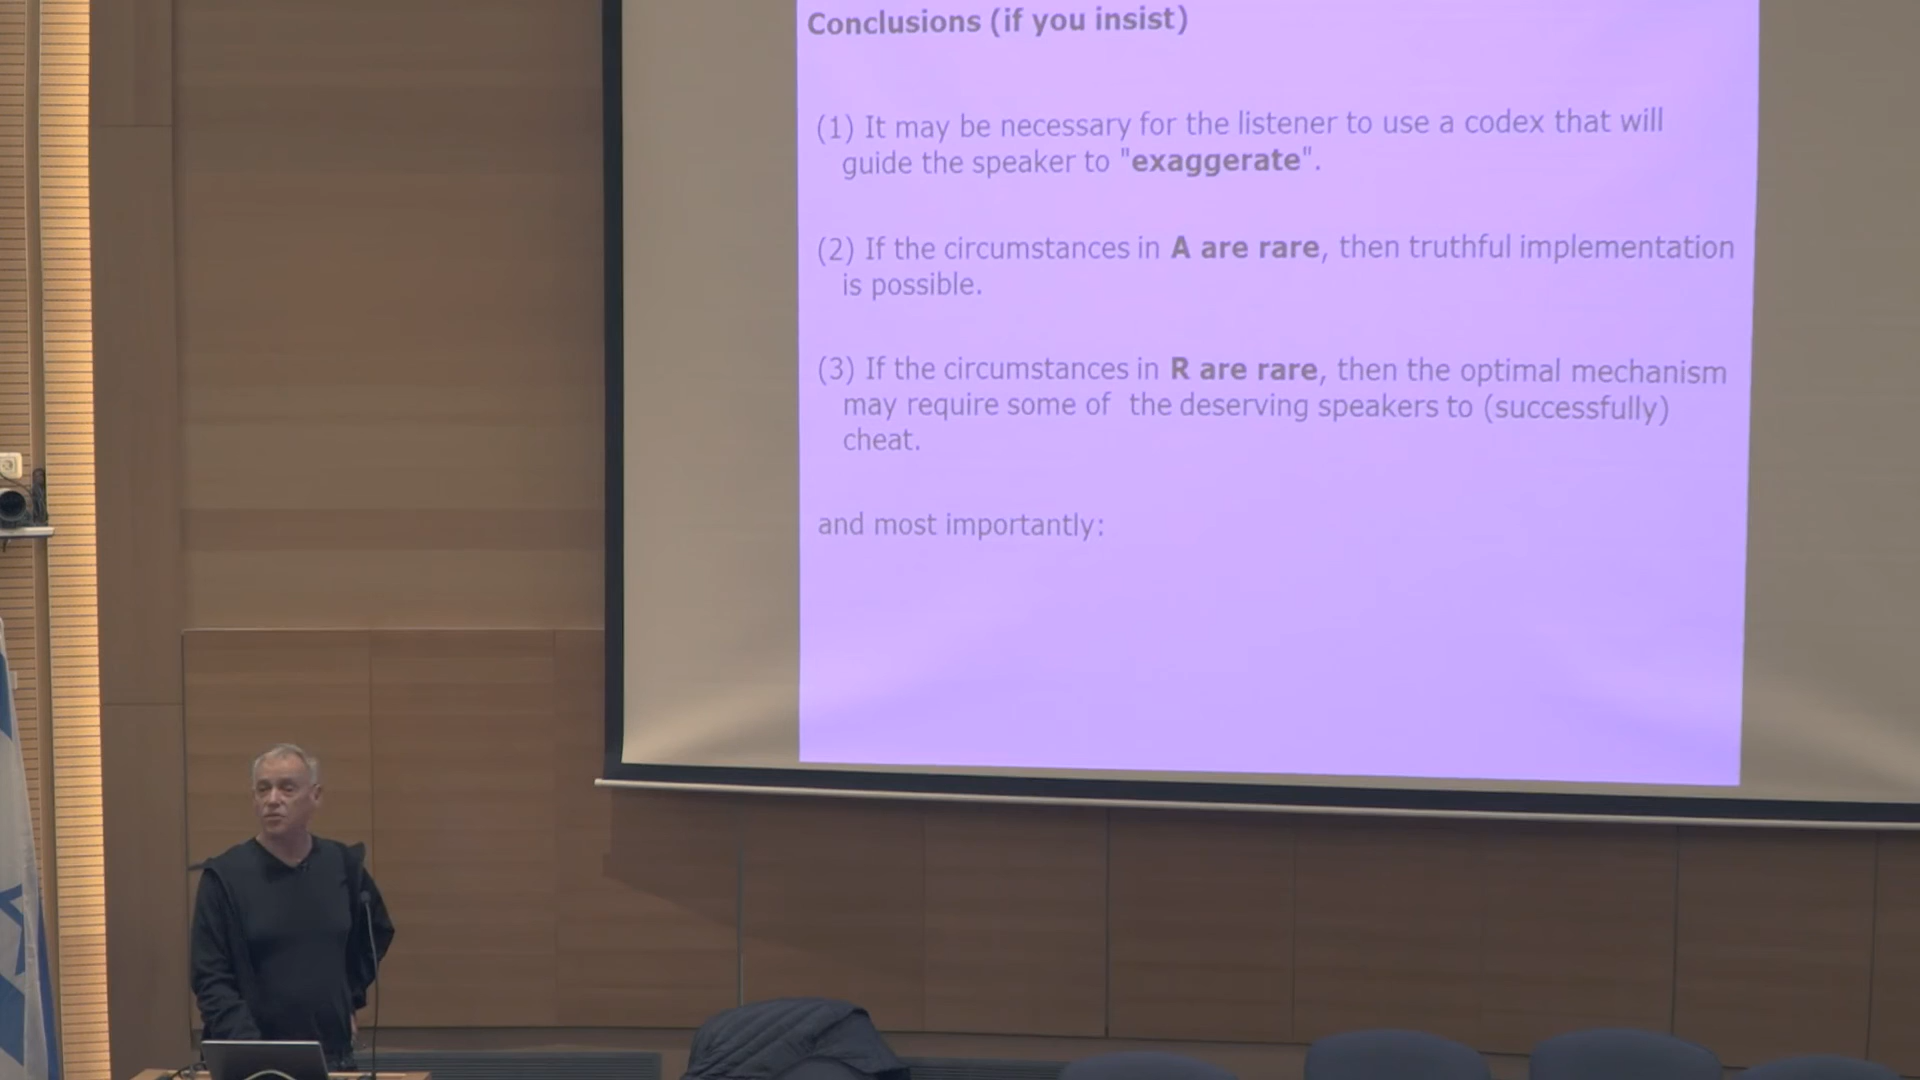 Conclusions (if you insist)
(1) It may be necessary for the listener to use a codex that will
guide the speaker to "exaggerate".
(2) If the circumstances in A are rare, then truthful implementation
is possible.
(3) If the circumstances in R are rare, then the optimal mechanism
may require some of the deserving speakers to (successfully)
cheat.
and most importantly: